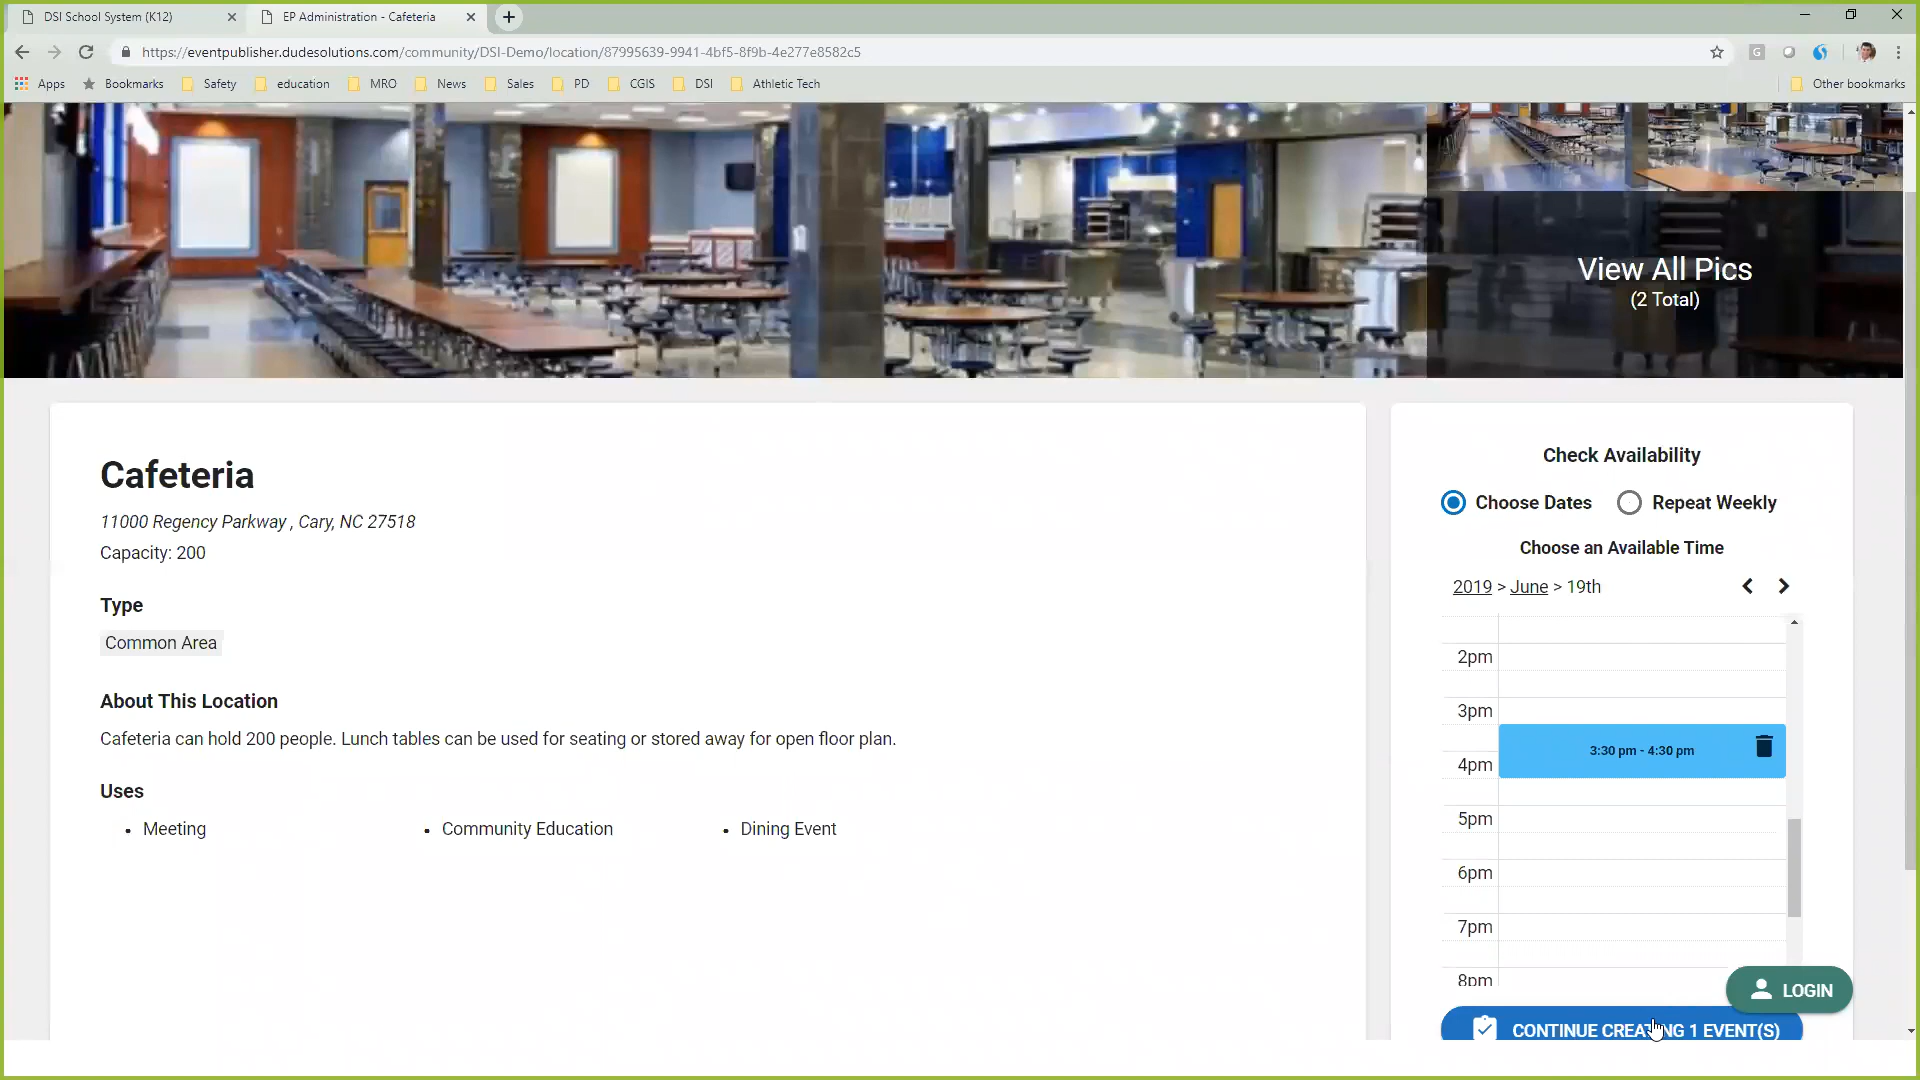 DSI School System (K12)
EP Administration - Cafeteria
https://eventpublisher.dudesolutions.com/community/DSI-Demo/location/87995639-9941-4bf5-8f9b-4e277e8582c5
G
Apps Bookmarks Safety education MRO News Sales PD CGIS DSI Athletic Tech Other bookmarks
View All Pics
(2 Total)
Cafeteria
11000 Regency Parkway , Cary, NC 27518
Capacity: 200
Type
Common Area
About This Location
Cafeteria can hold 200 people. Lunch tables can be used for seating or stored away for open floor plan.
Uses
• Meeting • Community Education • Dining Event
Check Availability
Choose Dates Repeat Weekly
Choose an Available Time
2019 > June > 19th
2pm
3pm
3:30 pm - 4:30 pm
4pm
5pm
6pm
7pm
8pm
LOGIN
CONTINUE CREATING 1 EVENT(S)